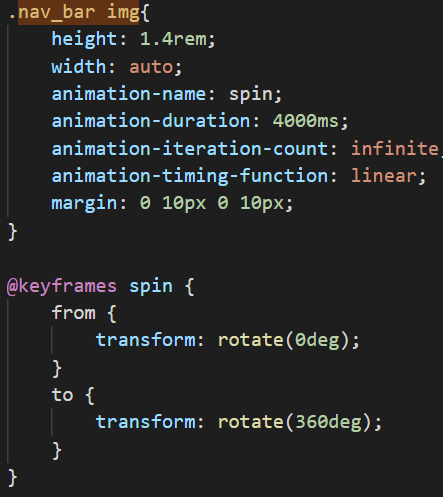 .nav_bar img{
    height: 1.4rem;
    width: auto;
    animation-name: spin;
    animation-duration: 4000ms;
    animation-iteration-count: infinite
    animation-timing-function: linear;
    margin: 0 10px 0 10px;
}

@keyframes spin {
    from {
        transform: rotate(0deg);
    }
    to {
        transform: rotate(360deg);
    }
}